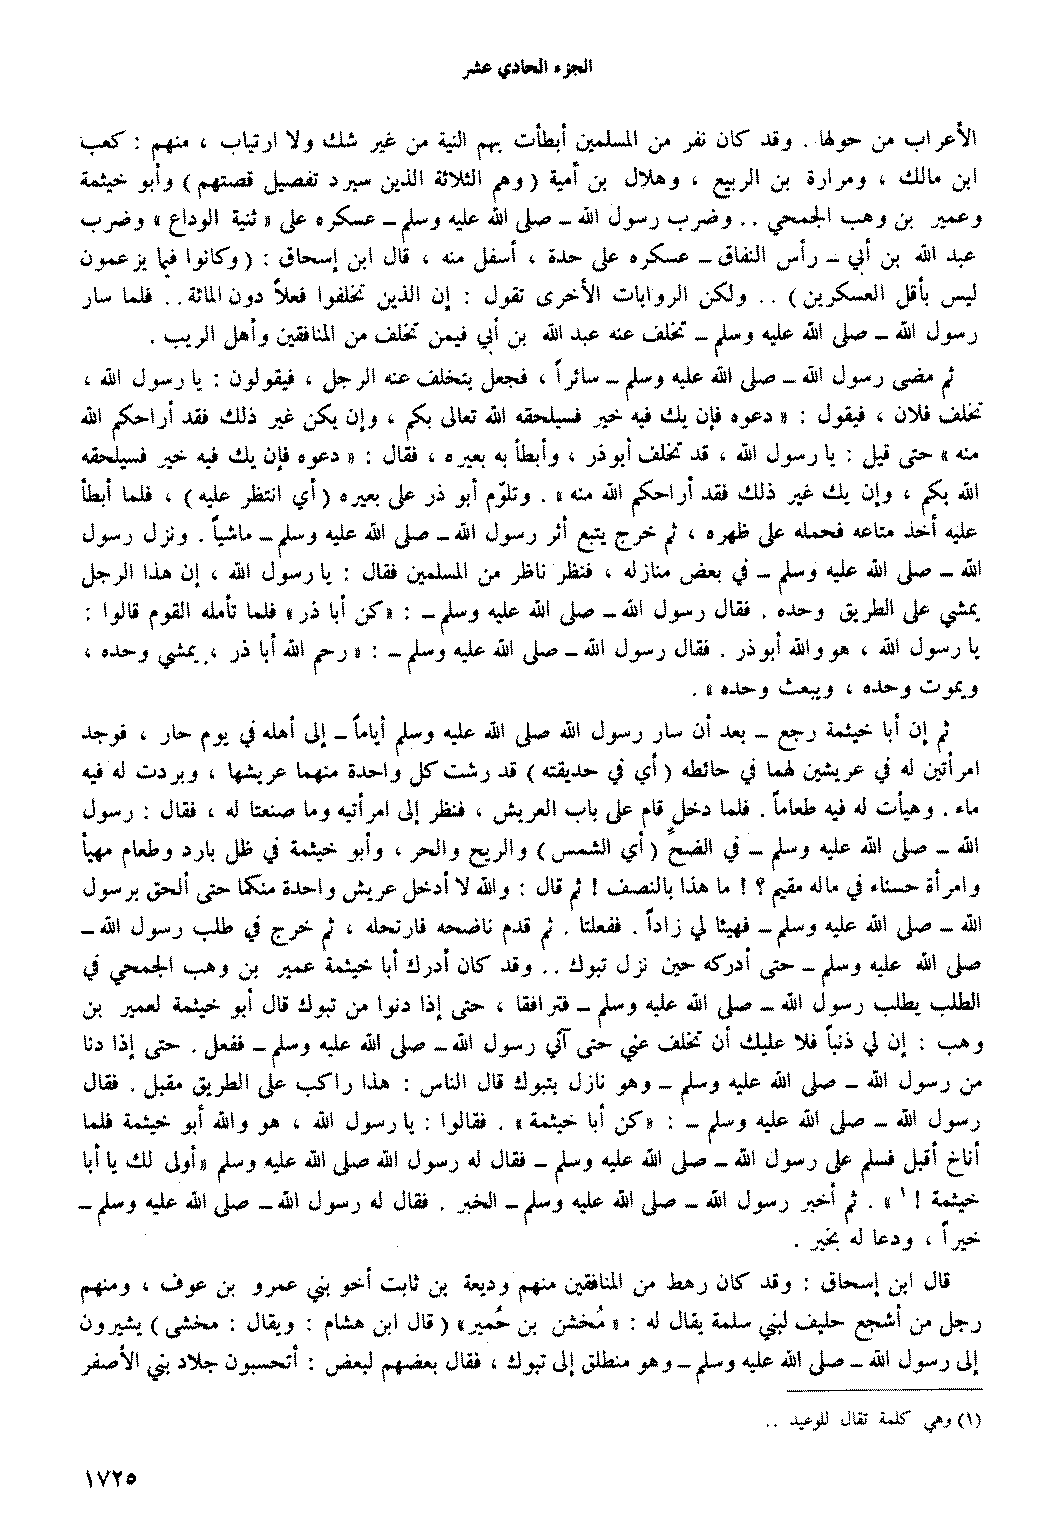 الجزء الحادي عشر
الأعراب من حولها . وقد كان نفر من المسلمين أبطأت بهم النية من غير شك ولا ارتياب ، منهم : كعب
ابن مالك ، ومرارة بن الربيع ، وهلال بن أمية ( وهم الثلاثة الذين سيرد تفصيل قصتهم ) وأبو خيثمة
وعمير بن وهب الجمحي .. وضرب رسول الله – صلى الله عليه وسلم – عسكره على « ثنية الوداع » وضرب
عبد الله بن أبي – رأس النفاق – عسكره على حدة ، أسفل منه ، قال ابن إسحاق : ( وكانوا فيما يزعمون
ليس بأقل العسكرين ) .. ولكن الروايات الأخرى تقول : إن الذين تخلفوا فعلاً دون المائة .. فلما سار
رسول الله – صلى الله عليه وسلم – تخلف عنه عبد الله بن أبي فيمن تخلف من المنافقين وأهل الريب .
ثم مضى رسول الله – صلى الله عليه وسلم – سائراً ، فجعل يتخلف عنه الرجل ، فيقولون : يا رسول الله ،
تخلف فلان ، فيقول : « دعوه فإن يك فيه خير فسيلحقه الله تعالى بكم ، وإن يكن غير ذلك فقد أراحكم الله
منه » حتى قيل : يا رسول الله ، قد تخلف أبو ذر ، وأبطأ به بعيره ، فقال : « دعوه فإن يك فيه خير فسيلحقه
الله بكم ، وإن يك غير ذلك فقد أراحكم الله منه » . وتلوّم أبو ذر على بعيره ( أي انتظر عليه ) ، فلما أبطأ
عليه أخذ متاعه فحمله على ظهره ، ثم خرج يتبع أثر رسول الله – صلى الله عليه وسلم – ماشياً . ونزل رسول
الله – صلى الله عليه وسلم – في بعض منازله ، فنظر ناظر من المسلمين فقال : يا رسول الله ، إن هذا الرجل
يمشي على الطريق وحده . فقال رسول الله – صلى الله عليه وسلم – : « كن أبا ذر » فلما تأمله القوم قالوا :
يا رسول الله ، هو والله أبو ذر . فقال رسول الله – صلى الله عليه وسلم – : « رحم الله أبا ذر ، يمشي وحده ،
ويموت وحده ، ويبعث وحده » .
ثم إن أبا خيثمة رجع – بعد أن سار رسول الله صلى الله عليه وسلم أياماً – إلى أهله في يوم حار ، فوجد
امرأتين له في عريشين لهما في حائطه ( أي في حديقته ) قد رشت كل واحدة منهما عريشها ، وبردت له فيه
ماء . وهيأت له فيه طعاماً . فلما دخل قام على باب العريش ، فنظر إلى امرأتيه وما صنعتا له ، فقال : رسول
الله – صلى الله عليه وسلم – في الضحّ ( أي الشمس ) والريح والحر ، وأبو خيثمة في ظل بارد وطعام مهيأ
وامرأة حسناء في ماله مقيم ؟ ! ما هذا بالنصف ! ثم قال : والله لا أدخل عريش واحدة منكما حتى ألحق برسول
الله – صلى الله عليه وسلم – فهيئا لي زاداً . ففعلتا . ثم قدم ناضحه فارتحله ، ثم خرج في طلب رسول الله –
صلى الله عليه وسلم – حتى أدركه حين نزل تبوك .. وقد كان أدرك أبا خيثمة عمير بن وهب الجمحي في
الطلب يطلب رسول الله – صلى الله عليه وسلم – فترافقا ، حتى إذا دنوا من تبوك قال أبو خيثمة لعمير بن
وهب : إن لي ذنباً فلا عليك أن تخلف عني حتى آتي رسول الله – صلى الله عليه وسلم – ففعل . حتى إذا دنا
من رسول الله – صلى الله عليه وسلم – وهو نازل بتبوك قال الناس : هذا راكب على الطريق مقبل . فقال
رسول الله – صلى الله عليه وسلم – : « كن أبا خيثمة » . فقالوا : يا رسول الله ، هو والله أبو خيثمة فلما
أناخ أقبل فسلم على رسول الله – صلى الله عليه وسلم – فقال له رسول الله صلى الله عليه وسلم « أولى لك يا أبا
خيثمة ! ١ » . ثم أخبر رسول الله – صلى الله عليه وسلم – الخبر . فقال له رسول الله – صلى الله عليه وسلم –
خيراً ، ودعا له بخير .
قال ابن إسحاق : وقد كان رهط من المنافقين منهم وديعة بن ثابت أخو بني عمرو بن عوف ، ومنهم
رجل من أشجع حليف لبني سلمة يقال له : « مُخشن بن حُمير » ( قال ابن هشام : ويقال : مخشى ) يشيرون
إلى رسول الله – صلى الله عليه وسلم – وهو منطلق إلى تبوك ، فقال بعضهم لبعض : أتحسبون جلاد بني الأصفر
(١) وهي كلمة تقال للوعيد ..
١٧٢٥